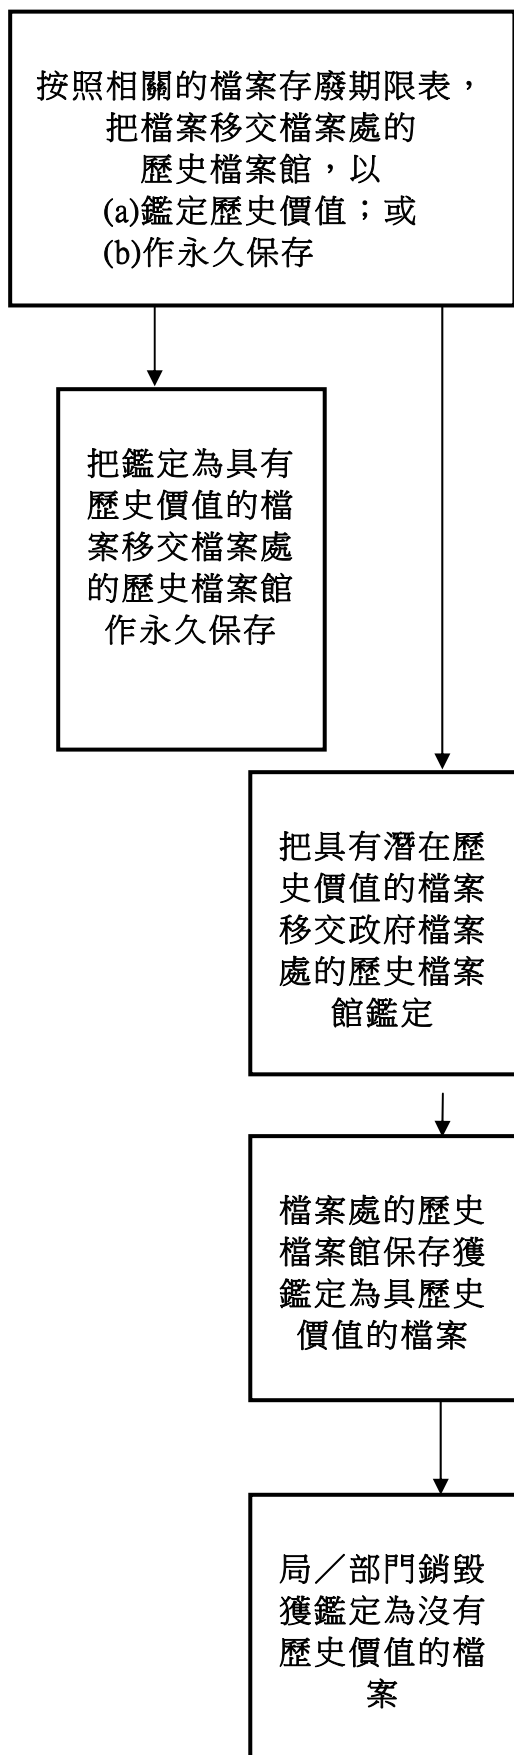 按照相關的檔案存廢期限表，
把檔案移交檔案處的
歷史檔案館，以
(a)鑑定歷史價值；或
(b)作永久保存
把鑑定為具有
歷史價值的檔
案移交檔案處
的歷史檔案館
作永久保存
把具有潛在歷
史價值的檔案
移交政府檔案
處的歷史檔案
館鑑定
檔案處的歷史
檔案館保存獲
鑑定為具歷史
價值的檔案
局／部門銷毀
獲鑑定為沒有
歷史價值的檔
案